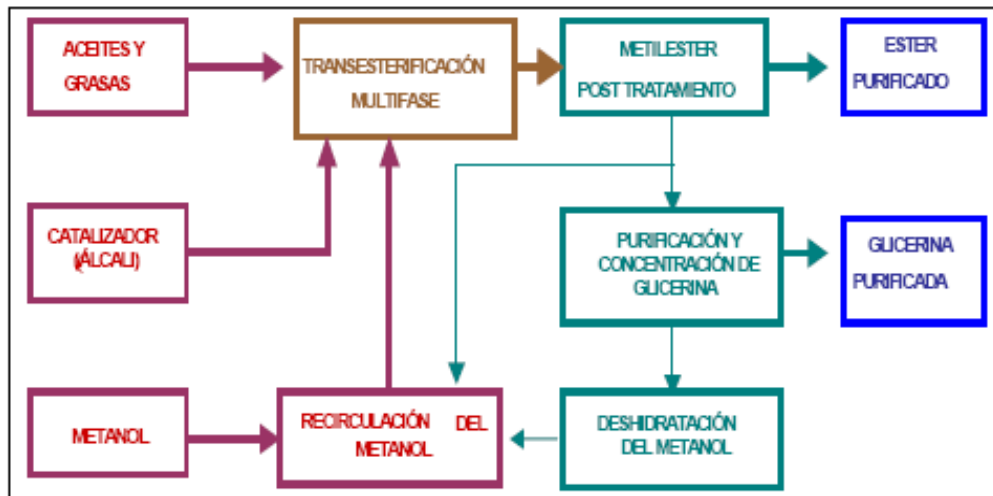 ACEITES Y
GRASAS
TRANSESTERIFICACIÓN
MULTIFASE
METILESTER
POST TRATAMIENTO
ESTER
PURIFICADO
CATALIZADOR
(ÁLCALI)
PURIFICACIÓN Y
CONCENTRACIÓN DE
GLICERINA
GLICERINA
PURIFICADA
METANOL
RECIRCULACIÓN DEL
METANOL
DESHIDRATACIÓN
DEL METANOL